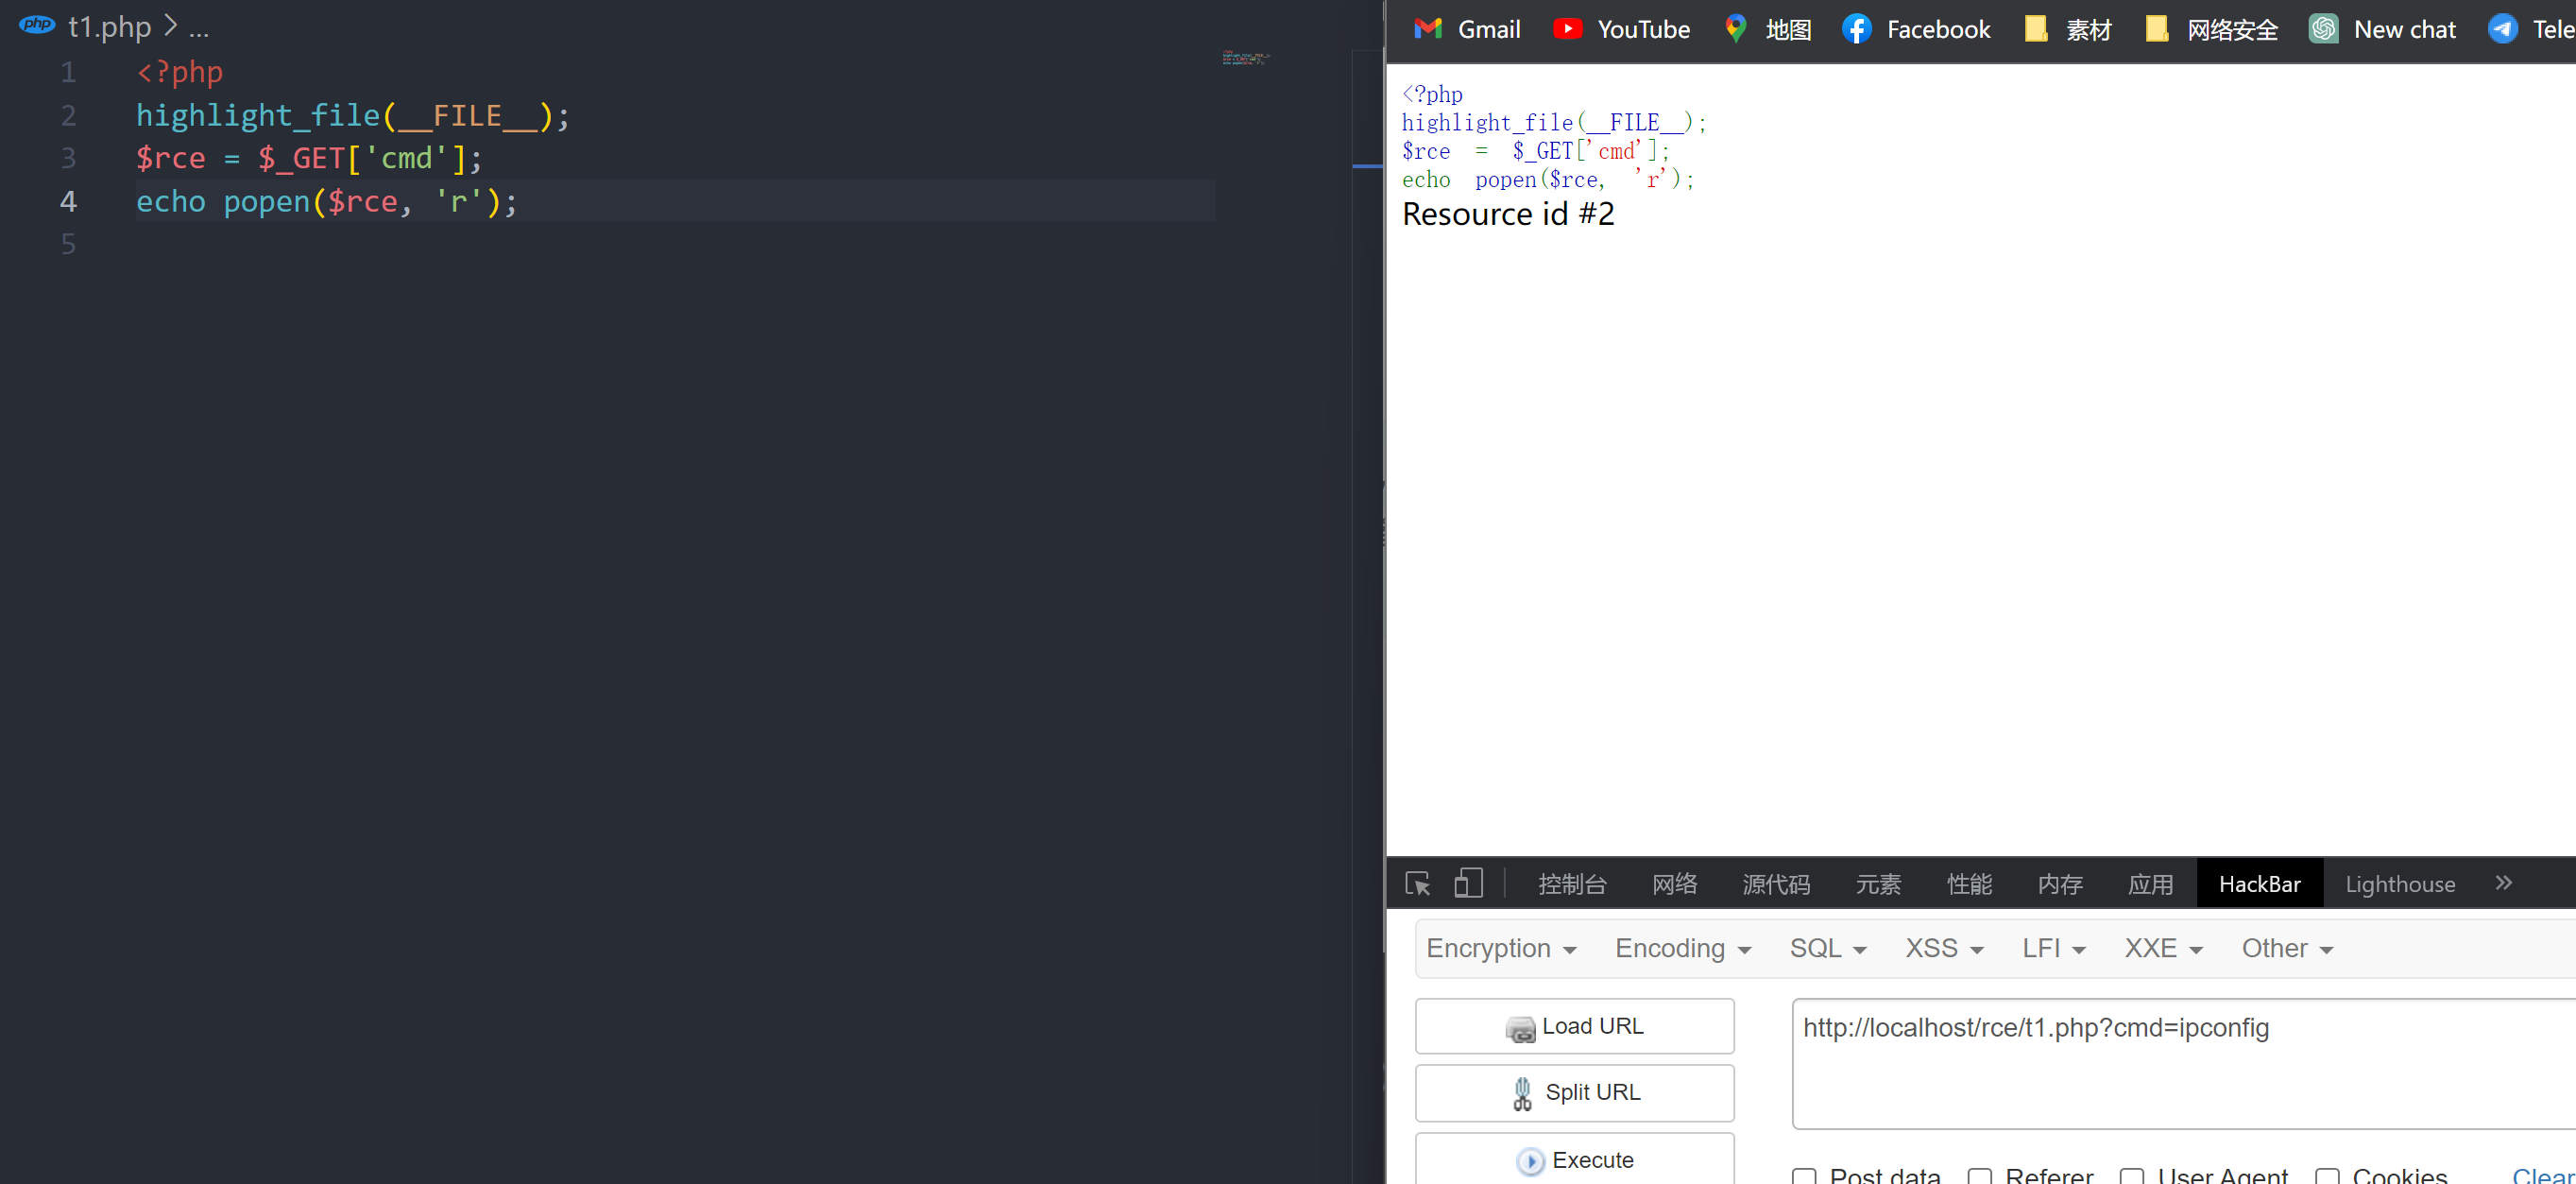 php t1.php > ...
1 <?php
2 highlight_file(__FILE__);
3 $rce = $_GET['cmd'];
4 echo popen($rce, 'r');
5
Gmail YouTube 地图 Facebook 素材 网络安全 New chat Tele
<?php
highlight_file(__FILE__);
$rce = $_GET['cmd'];
echo popen($rce, 'r');
Resource id #2
控制台 网络 源代码 元素 性能 内存 应用 HackBar Lighthouse »
Encryption Encoding SQL XSS LFI XXE Other
Load URL
http://localhost/rce/t1.php?cmd=ipconfig
Split URL
Execute
Post data Referer User Agent Cookies Clear